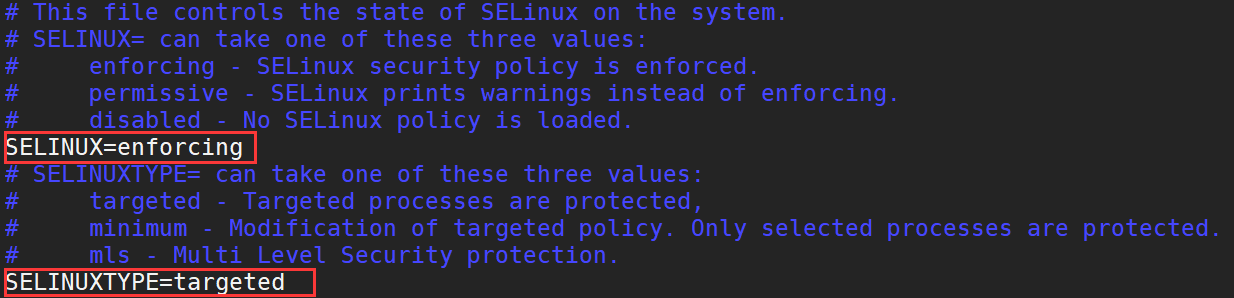 # This file controls the state of SELinux on the system.
# SELINUX= can take one of these three values:
#     enforcing - SELinux security policy is enforced.
#     permissive - SELinux prints warnings instead of enforcing.
#     disabled - No SELinux policy is loaded.
SELINUX=enforcing
# SELINUXTYPE= can take one of these three values:
#     targeted - Targeted processes are protected,
#     minimum - Modification of targeted policy. Only selected processes are protected.
#     mls - Multi Level Security protection.
SELINUXTYPE=targeted